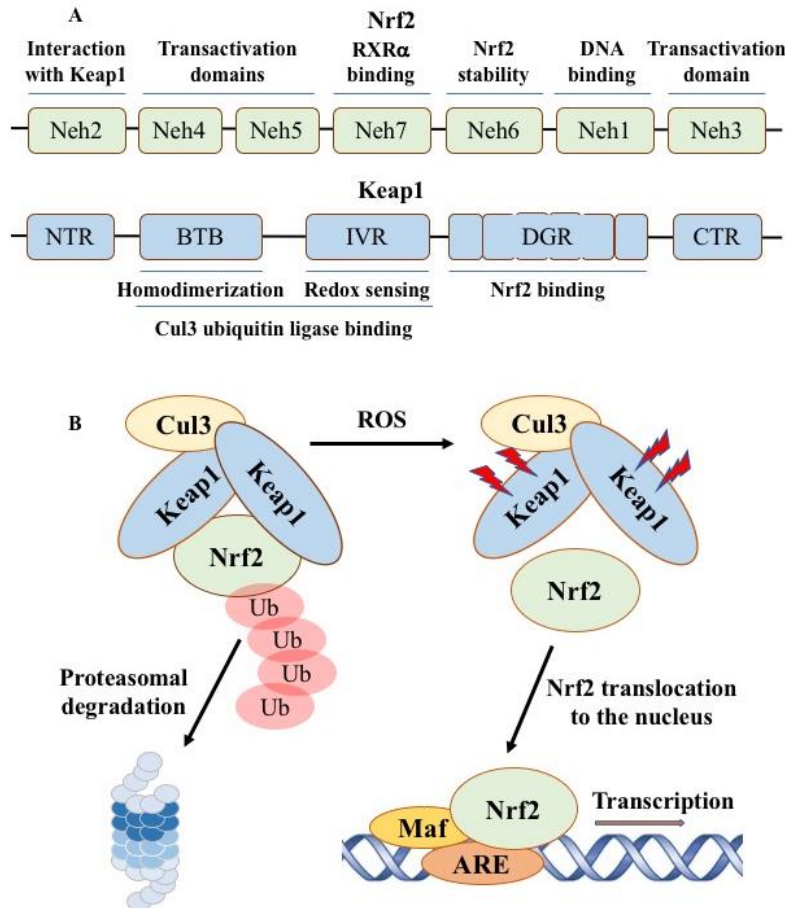 A
Nrf2
Interaction
with Keap1
Transactivation
domains
RXRα
binding
Nrf2
stability
DNA
binding
Transactivation
domain
Neh2
Neh4
Neh5
Neh7
Neh6
Neh1
Neh3
Keap1
NTR
BTB
IVR
DGR
CTR
Homodimerization
Redox sensing
Nrf2 binding
Cul3 ubiquitin ligase binding
B
Cul3
Keap1
Keap1
Nrf2
Ub
Ub
Ub
Ub
ROS
Cul3
Keap1
Keap1
Nrf2
Proteasomal
degradation
Nrf2 translocation
to the nucleus
Nrf2
Maf
ARE
Transcription